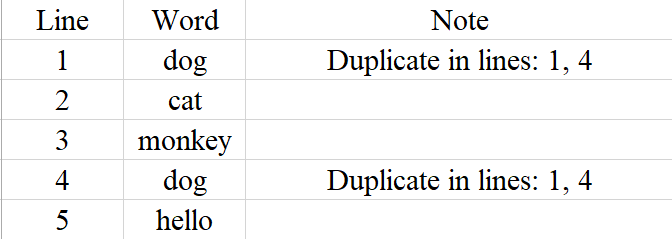 Line Word Note
1 dog Duplicate in lines: 1, 4
2 cat
3 monkey
4 dog Duplicate in lines: 1, 4
5 hello